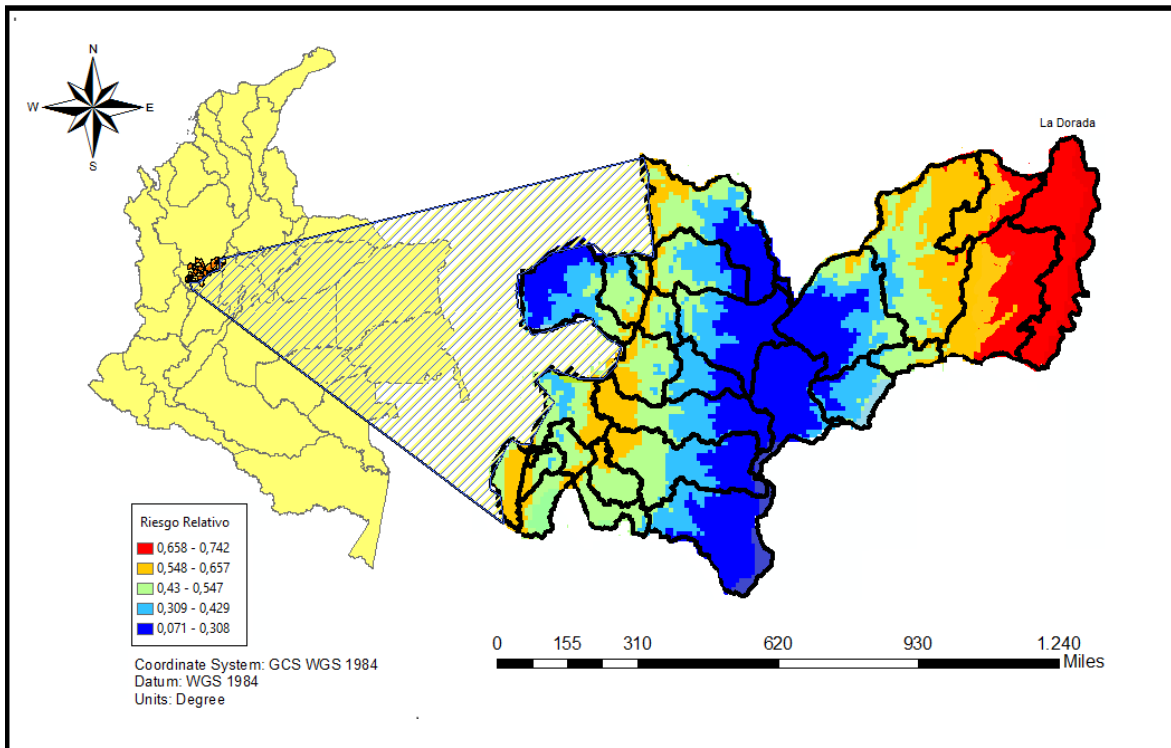 N
W
E
S
La Dorada
Riesgo Relativo
0,658 - 0,742
0,548 - 0,657
0,43 - 0,547
0,309 - 0,429
0,071 - 0,308
Coordinate System: GCS WGS 1984
Datum: WGS 1984
Units: Degree
0 155 310 620 930 1.240
Miles